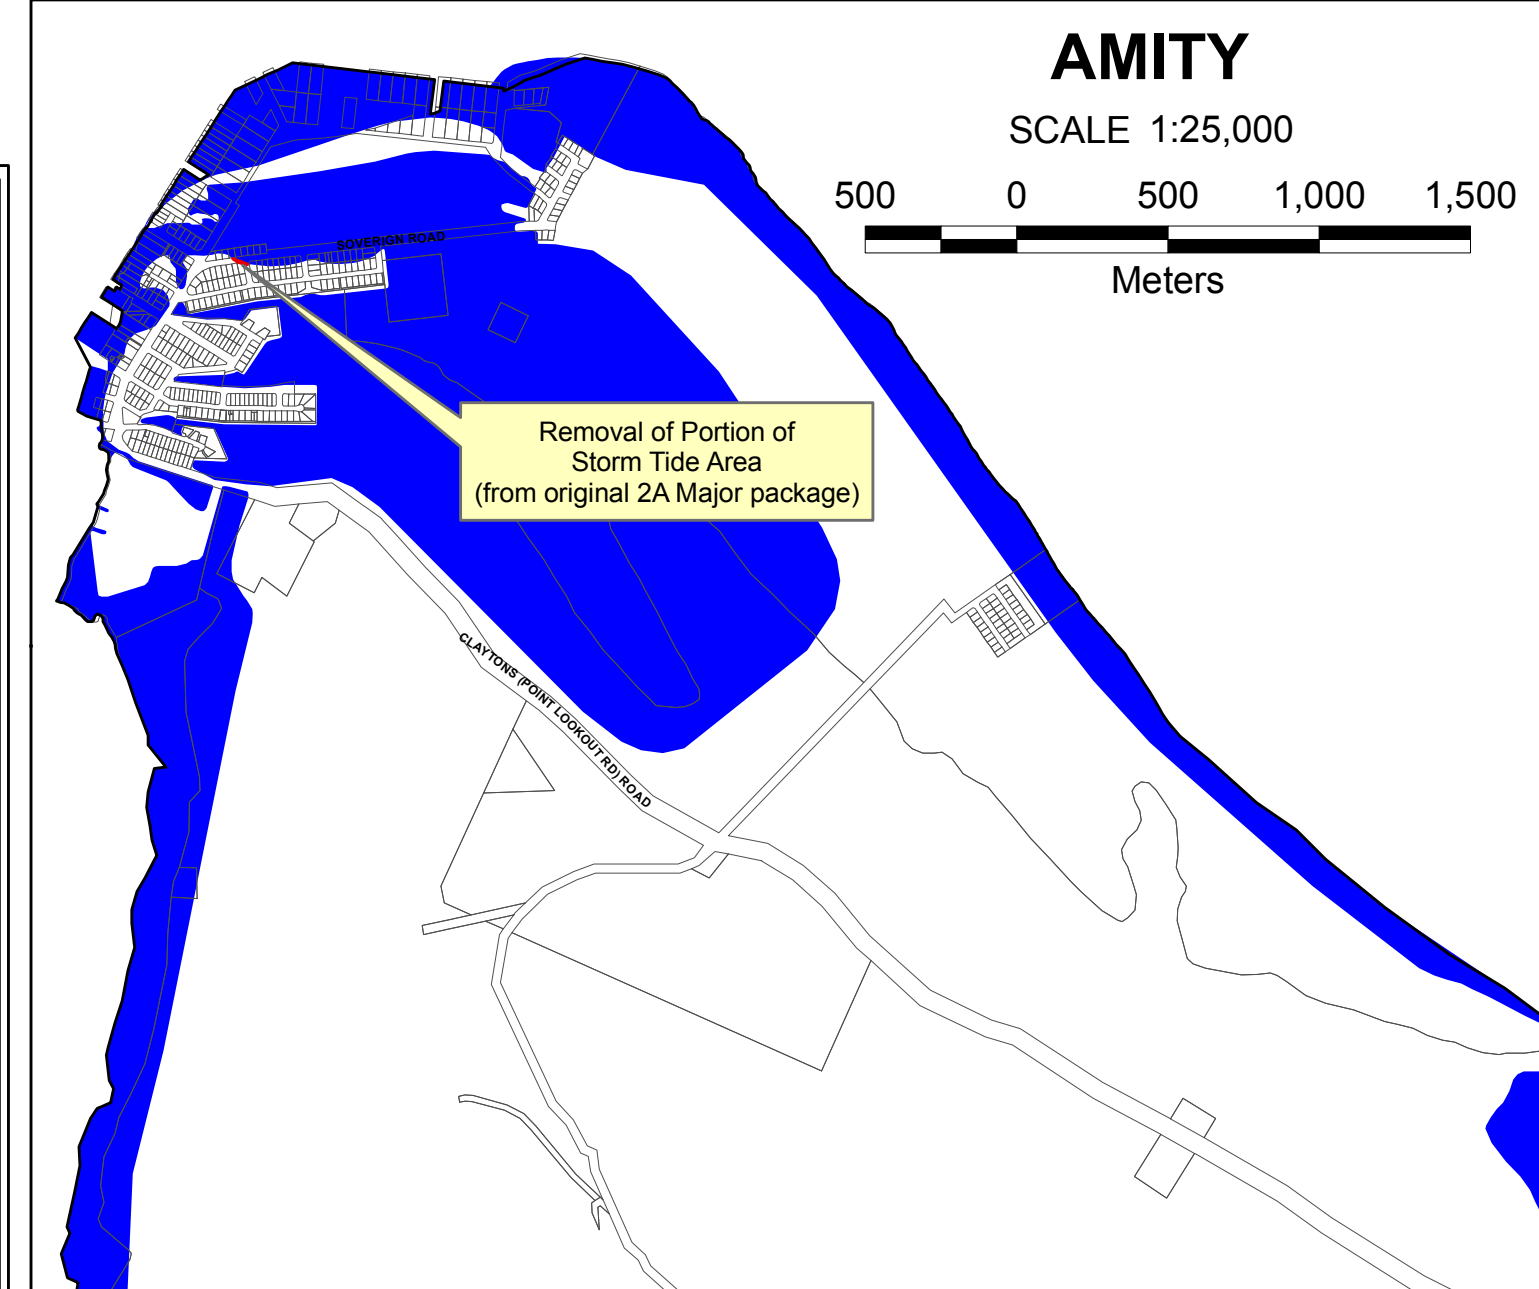 AMITY
SCALE 1:25,000
500 0 500 1,000 1,500
Meters
SOVERIGN ROAD
Removal of Portion of
Storm Tide Area
(from original 2A Major package)
CLAYTONS (POINT LOOKOUT RD) ROAD